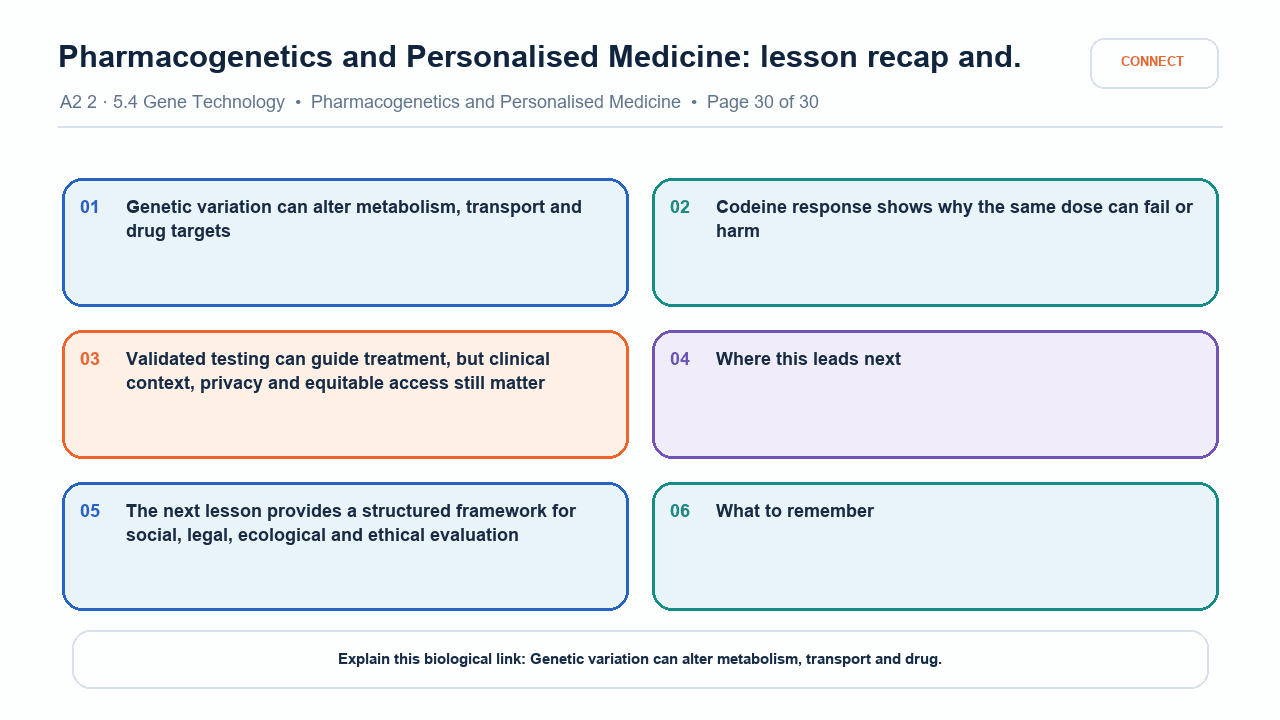 Pharmacogenetics and Personalised Medicine: lesson recap and.
CONNECT
A2 2 · 5.4 Gene Technology • Pharmacogenetics and Personalised Medicine • Page 30 of 30
01 Genetic variation can alter metabolism, transport and
drug targets
02 Codeine response shows why the same dose can fail or
harm
03 Validated testing can guide treatment, but clinical
context, privacy and equitable access still matter
04 Where this leads next
05 The next lesson provides a structured framework for
social, legal, ecological and ethical evaluation
06 What to remember
Explain this biological link: Genetic variation can alter metabolism, transport and drug.